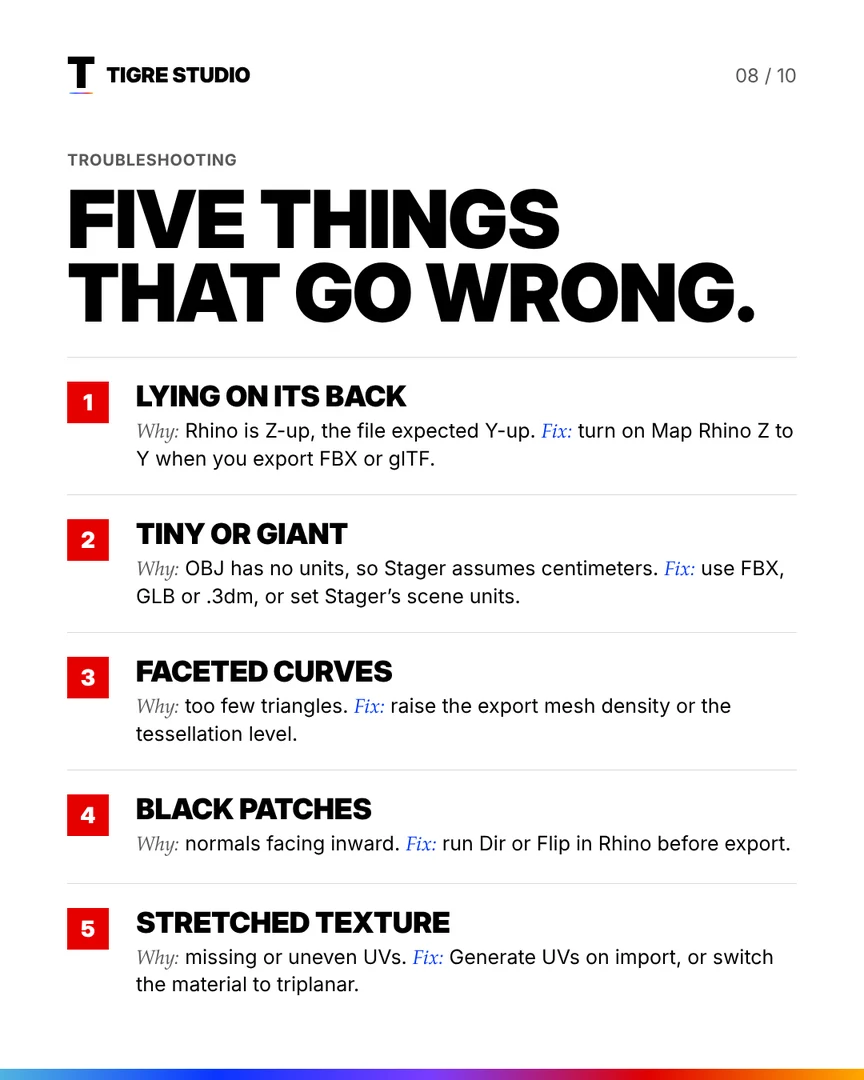 T TIGRE STUDIO
08 / 10
TROUBLESHOOTING
FIVE THINGS
THAT GO WRONG.
1
LYING ON ITS BACK
Why: Rhino is Z-up, the file expected Y-up. Fix: turn on Map Rhino Z to
Y when you export FBX or glTF.
2
TINY OR GIANT
Why: OBJ has no units, so Stager assumes centimeters. Fix: use FBX,
GLB or .3dm, or set Stager’s scene units.
3
FACETED CURVES
Why: too few triangles. Fix: raise the export mesh density or the
tessellation level.
4
BLACK PATCHES
Why: normals facing inward. Fix: run Dir or Flip in Rhino before export.
5
STRETCHED TEXTURE
Why: missing or uneven UVs. Fix: Generate UVs on import, or switch
the material to triplanar.